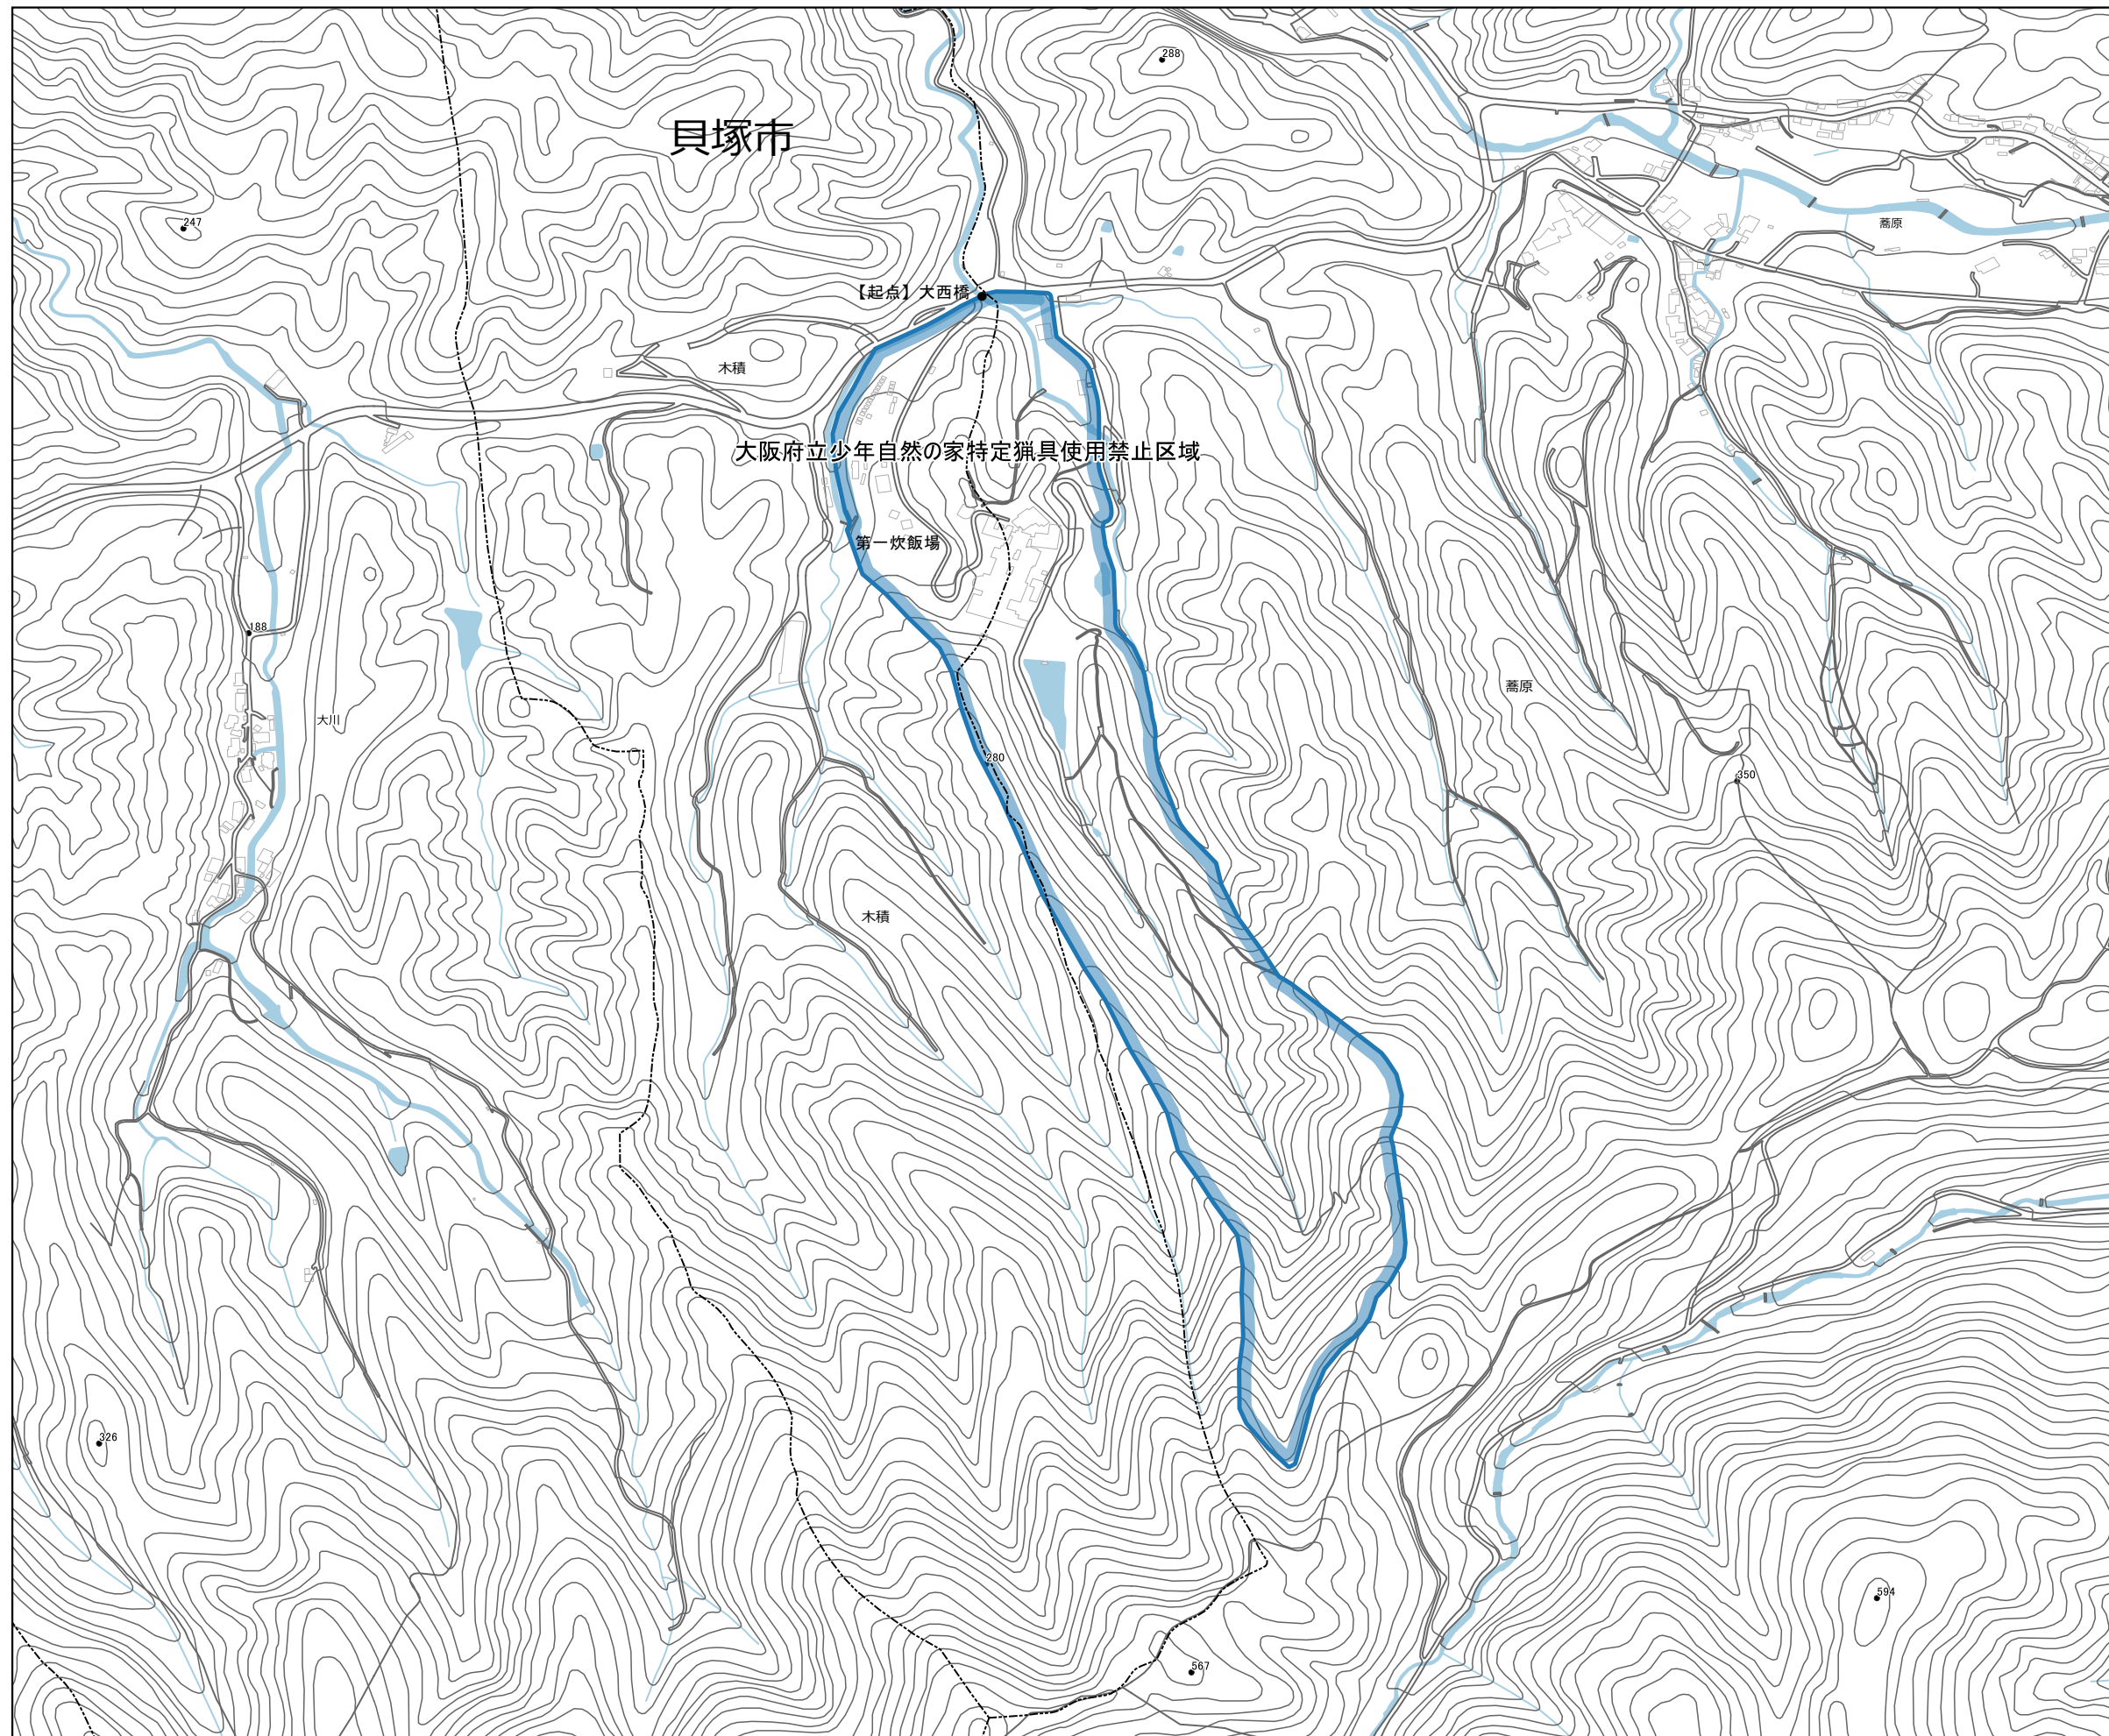 288
貝塚市
247
蕎原
【起点】大西橋
木積
大阪府立少年自然の家特定猟具使用禁止区域
第一炊飯場
188
蕎原
大川
280
350
木積
326
594
567